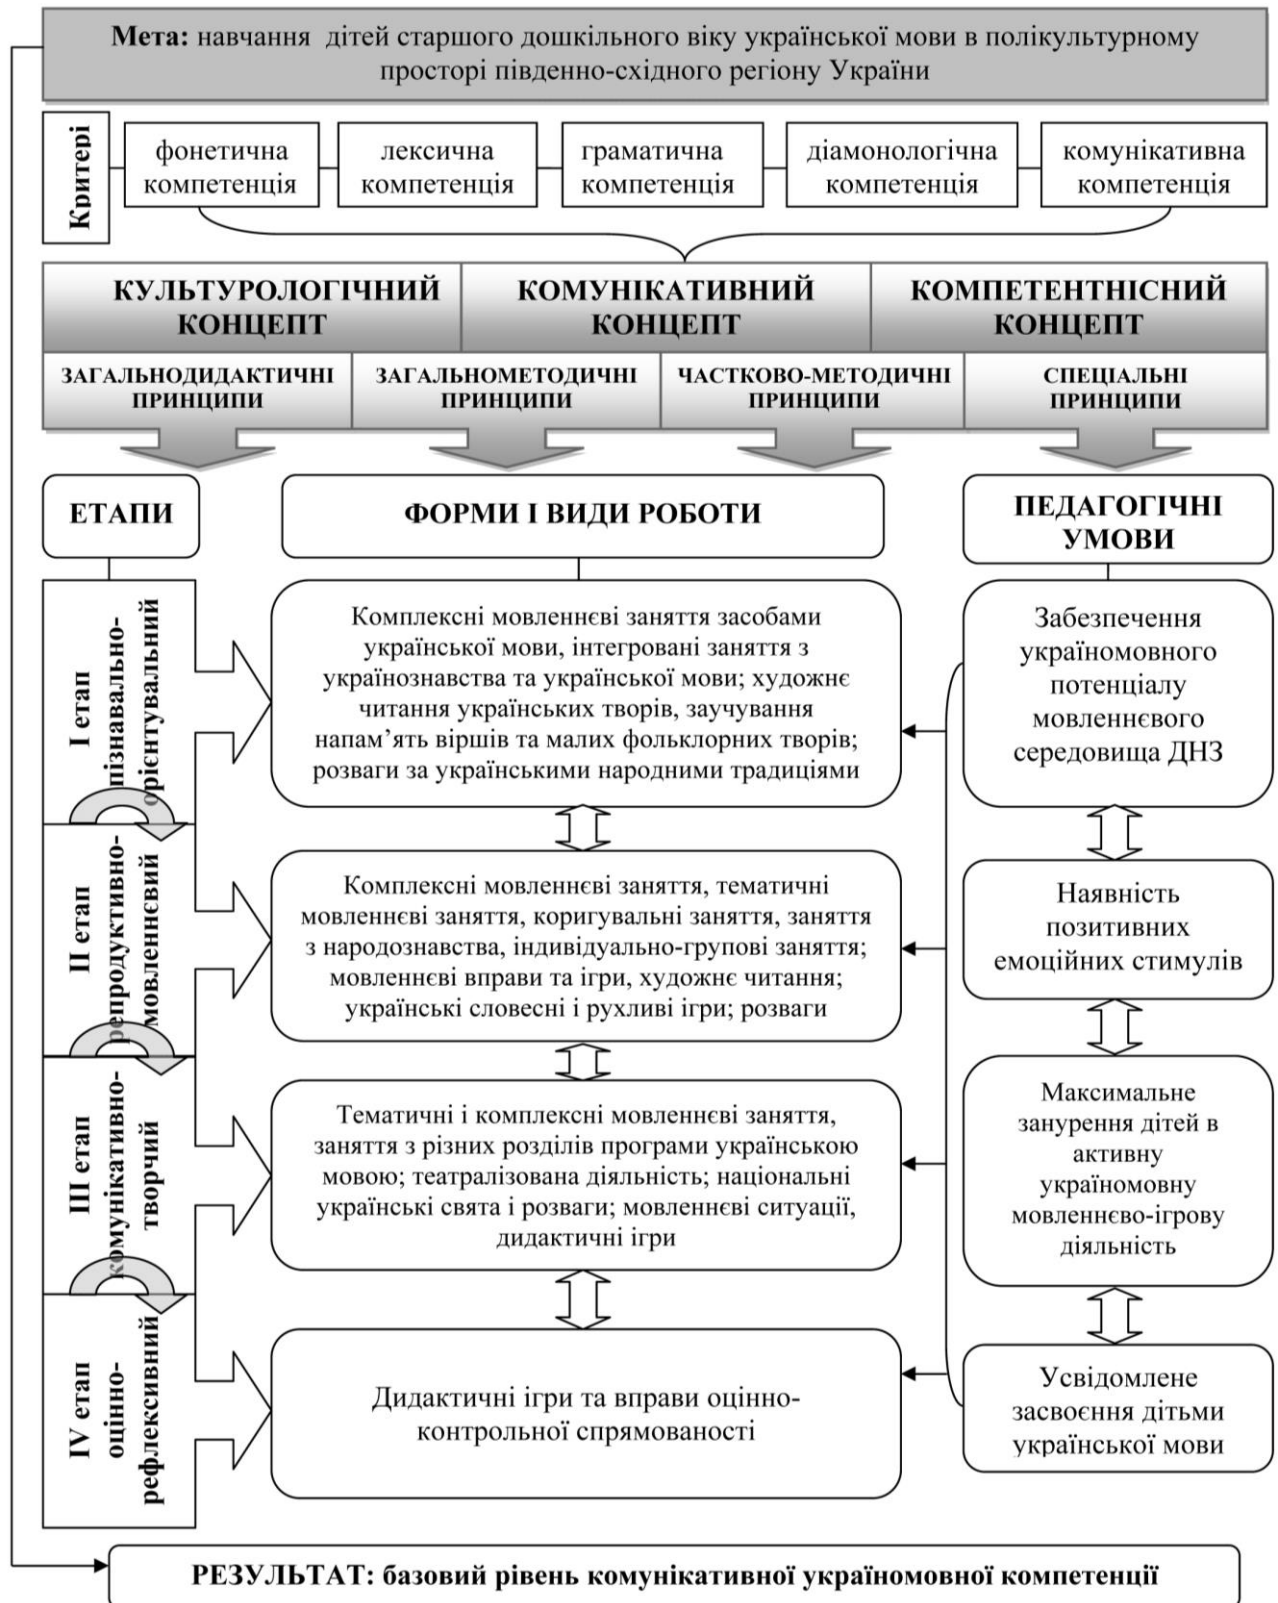 Мета: навчання дітей старшого дошкільного віку української мови в полікультурному
просторі південно-східного регіону України
Критері
фонетична
компетенція
лексична
компетенція
граматична
компетенція
діамонологічна
компетенція
комунікативна
компетенція
КУЛЬТУРОЛОГІЧНИЙ
КОНЦЕПТ
КОМУНІКАТИВНИЙ
КОНЦЕПТ
КОМПЕТЕНТНІСНИЙ
КОНЦЕПТ
ЗАГАЛЬНОДИДАКТИЧНІ
ПРИНЦИПИ
ЗАГАЛЬНОМЕТОДИЧНІ
ПРИНЦИПИ
ЧАСТКОВО-МЕТОДИЧНІ
ПРИНЦИПИ
СПЕЦІАЛЬНІ
ПРИНЦИПИ
ЕТАПИ
ФОРМИ І ВИДИ РОБОТИ
ПЕДАГОГІЧНІ
УМОВИ
І етап
пізнавально-
орієнтувальний
Комплексні мовленнєві заняття засобами
української мови, інтегровані заняття з
українознавства та української мови; художнє
читання українських творів, заучування
напам’ять віршів та малих фольклорних творів;
розваги за українськими народними традиціями
Забезпечення
україномовного
потенціалу
мовленнєвого
середовища ДНЗ
ІІ етап
репродуктивно-
мовленнєвий
Комплексні мовленнєві заняття, тематичні
мовленнєві заняття, коригувальні заняття, заняття
з народознавства, індивідуально-групові заняття;
мовленнєві вправи та ігри, художнє читання;
українські словесні і рухливі ігри; розваги
Наявність
позитивних
емоційних стимулів
ІІІ етап
комунікативно-
творчий
Тематичні і комплексні мовленнєві заняття,
заняття з різних розділів програми українською
мовою; театралізована діяльність; національні
українські свята і розваги; мовленнєві ситуації,
дидактичні ігри
Максимальне
занурення дітей в
активну
україномовну
мовленнєво-ігрову
діяльність
IV етап
оцінно-
рефлексивний
Дидактичні ігри та вправи оцінно-
контрольної спрямованості
Усвідомлене
засвоєння дітьми
української мови
РЕЗУЛЬТАТ: базовий рівень комунікативної україномовної компетенції